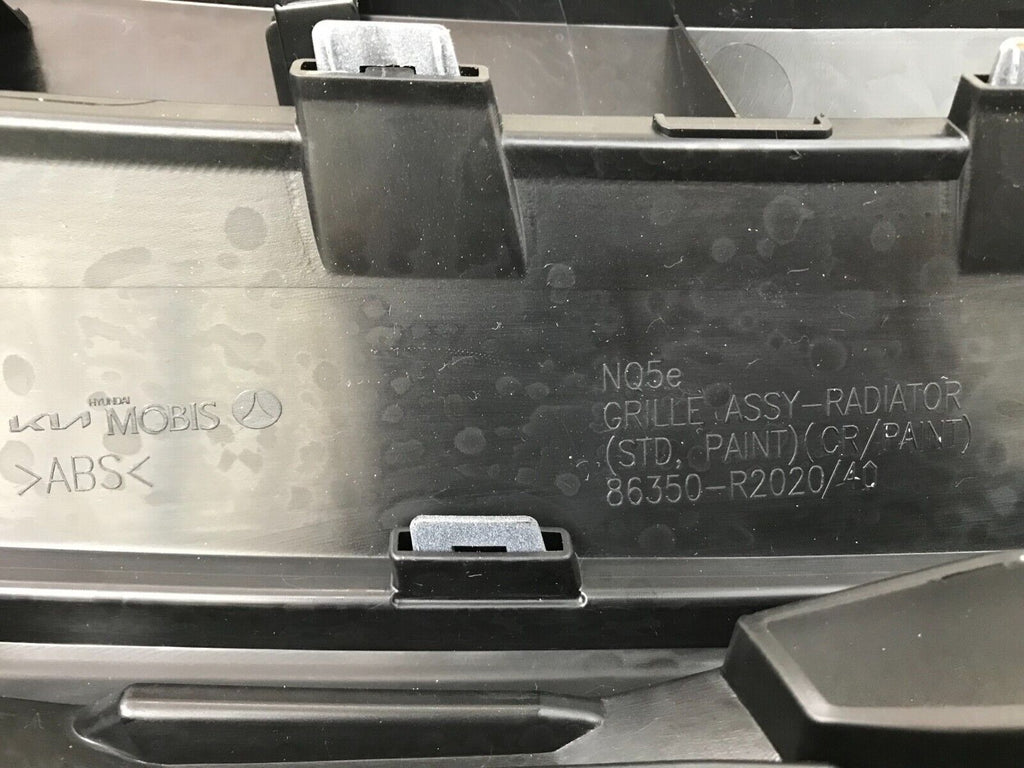 HYUNDAI
KIA MOBIS
>ABS<
NQ5e
GRILLE ASSY-RADIATOR
(STD, PAINT)(CR/PAINT)
86350-R2020/40